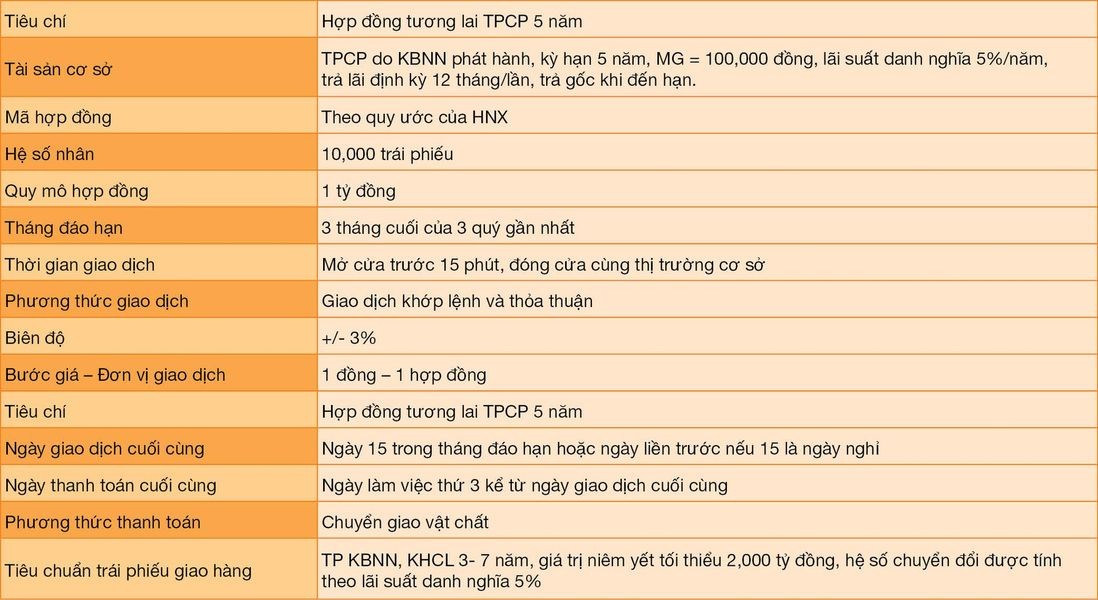 Tiêu chí
Hợp đồng tương lai TPCP 5 năm
Tài sản cơ sở
TPCP do KBNN phát hành, kỳ hạn 5 năm, MG = 100,000 đồng, lãi suất danh nghĩa 5%/năm,
trả lãi định kỳ 12 tháng/lần, trả gốc khi đến hạn.
Mã hợp đồng
Theo quy ước của HNX
Hệ số nhân
10,000 trái phiếu
Quy mô hợp đồng
1 tỷ đồng
Tháng đáo hạn
3 tháng cuối của 3 quý gần nhất
Thời gian giao dịch
Mở cửa trước 15 phút, đóng cửa cùng thị trường cơ sở
Phương thức giao dịch
Giao dịch khớp lệnh và thỏa thuận
Biên độ
+/- 3%
Bước giá – Đơn vị giao dịch
1 đồng – 1 hợp đồng
Tiêu chí
Hợp đồng tương lai TPCP 5 năm
Ngày giao dịch cuối cùng
Ngày 15 trong tháng đáo hạn hoặc ngày liền trước nếu 15 là ngày nghỉ
Ngày thanh toán cuối cùng
Ngày làm việc thứ 3 kể từ ngày giao dịch cuối cùng
Phương thức thanh toán
Chuyển giao vật chất
Tiêu chuẩn trái phiếu giao hàng
TP KBNN, KHCL 3- 7 năm, giá trị niêm yết tối thiểu 2,000 tỷ đồng, hệ số chuyển đổi được tính
theo lãi suất danh nghĩa 5%